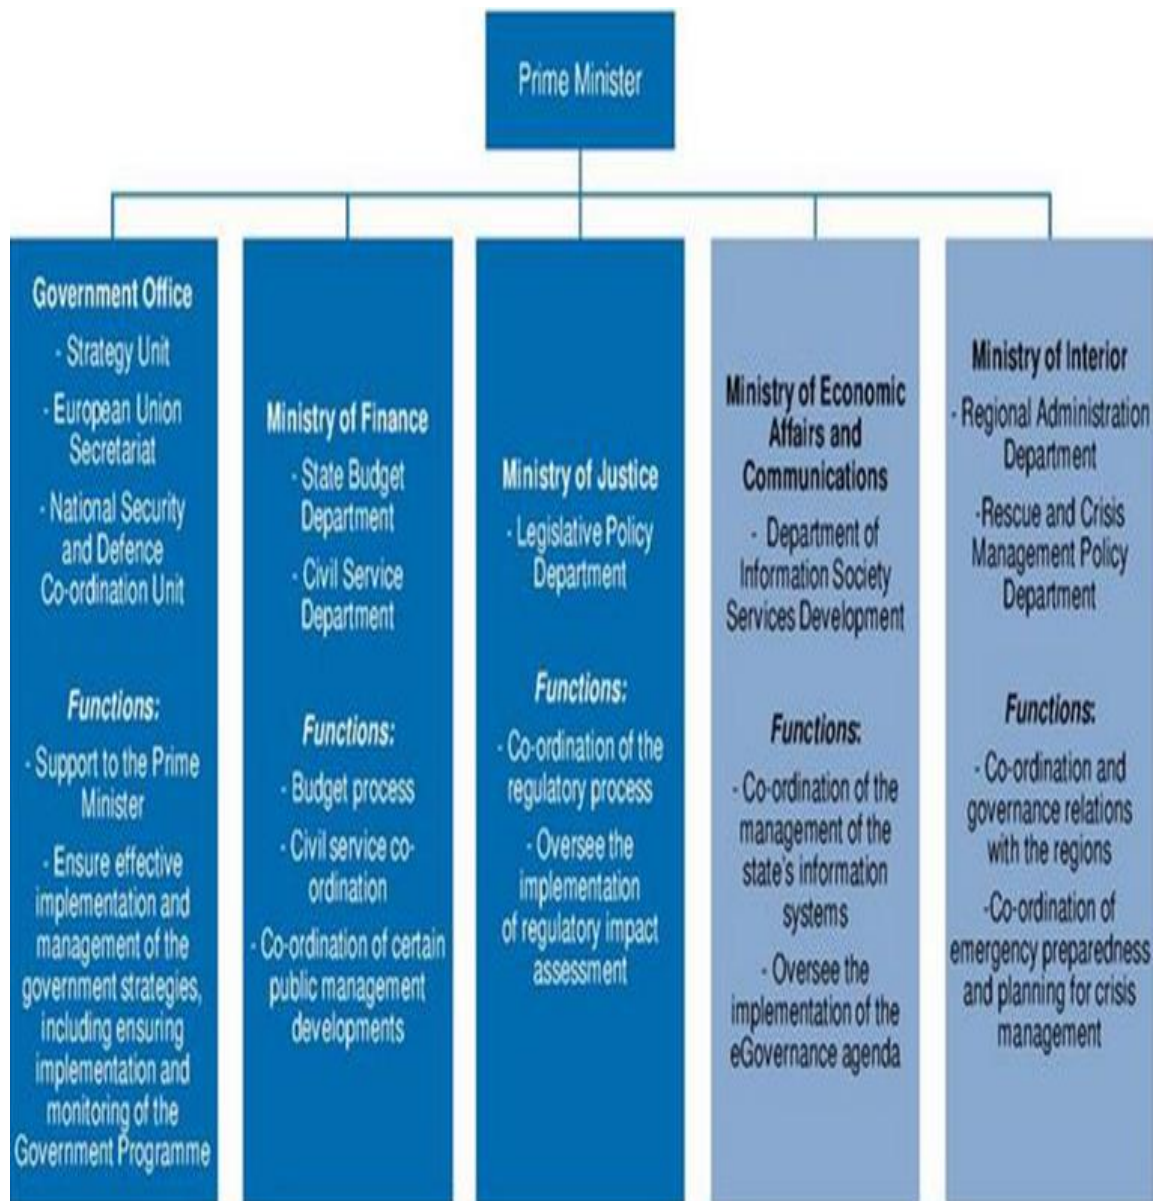 Prime Minister
Government Office
- Strategy Unit
- European Union
Secretariat
- National Security
and Defence
Co-ordination Unit
Functions:
- Support to the Prime
Minister
- Ensure effective
implementation and
management of the
government strategies,
including ensuring
implementation and
monitoring of the
Government Programme
Ministry of Finance
- State Budget
Department
- Civil Service
Department
Functions:
- Budget process
- Civil service co-
ordination
- Co-ordination of certain
public management
developments
Ministry of Justice
- Legislative Policy
Department
Functions:
- Co-ordination of the
regulatory process
- Oversee the
implementation
of regulatory impact
assessment
Ministry of Economic
Affairs and
Communications
- Department of
Information Society
Services Development
Functions:
- Co-ordination of the
management of the
state's information
systems
- Oversee the
implementation of the
eGovernance agenda
Ministry of Interior
- Regional Administration
Department
-Rescue and Crisis
Management Policy
Department
Functions:
- Co-ordination and
governance relations
with the regions
-Co-ordination of
emergency preparedness
and planning for crisis
management